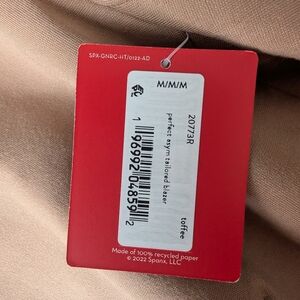 SPX-GNRC-HT/0122-AD
M/M/M
20773R
perfect asym tailored blazer
toffee
1 96992 04859 2
Made of 100% recycled paper
© 2022 Spanx, LLC